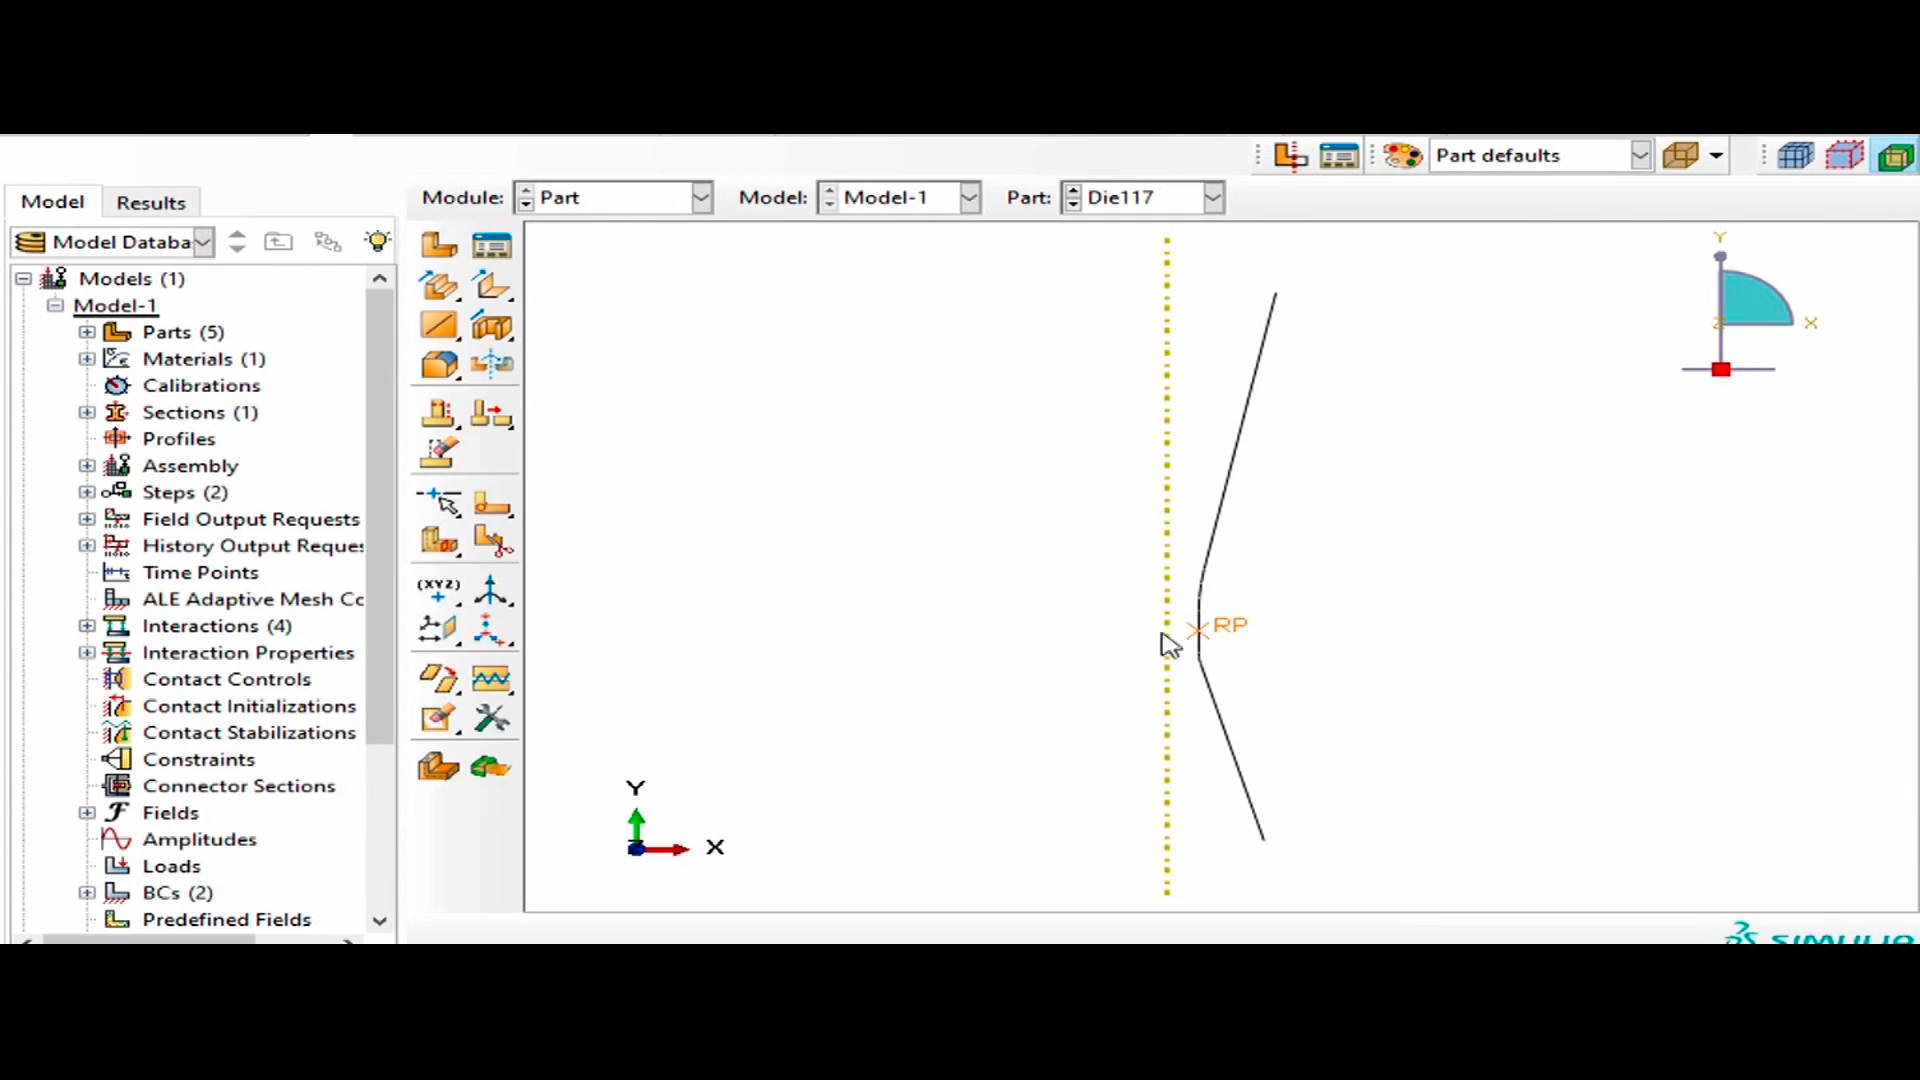 Part defaults
Model Results
Module: Part Model: Model-1 Part: Die117
Model Databa
Models (1)
Model-1
Parts (5)
Materials (1)
Calibrations
Sections (1)
Profiles
Assembly
Steps (2)
Field Output Requests
History Output Reques
Time Points
ALE Adaptive Mesh Co
Interactions (4)
Interaction Properties
Contact Controls
Contact Initializations
Contact Stabilizations
Constraints
Connector Sections
Fields
Amplitudes
Loads
BCs (2)
Predefined Fields
(XYZ)
RP
Y
X
Y
X
Z
SIMULIA